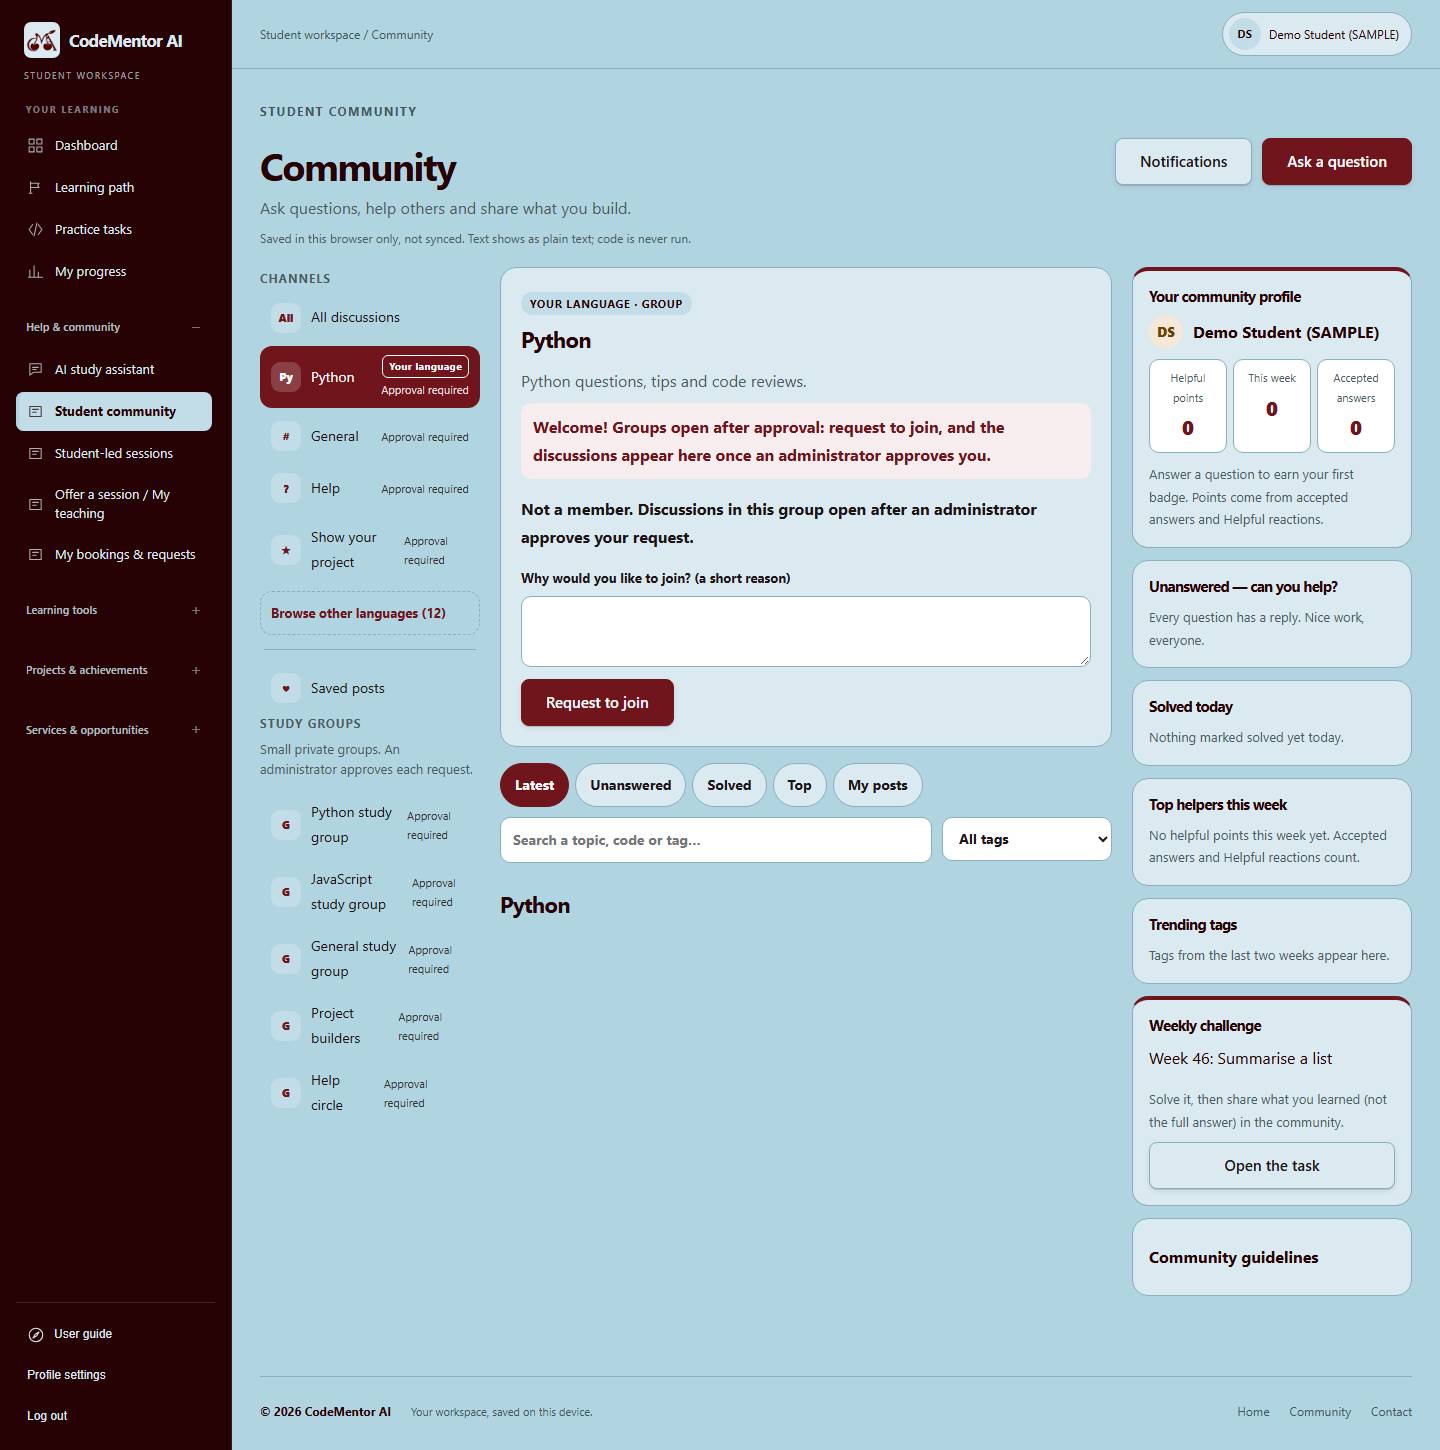 CodeMentor AI
STUDENT WORKSPACE
YOUR LEARNING
Dashboard
Learning path
Practice tasks
My progress
Help & community
AI study assistant
Student community
Student-led sessions
Offer a session / My
teaching
My bookings & requests
Learning tools
Projects & achievements
Services & opportunities
User guide
Profile settings
Log out
Student workspace / Community
DS
Demo Student (SAMPLE)
STUDENT COMMUNITY
Community
Ask questions, help others and share what you build.
Saved in this browser only, not synced. Text shows as plain text; code is never run.
Notifications
Ask a question
CHANNELS
All
All discussions
Py
Python
Your language
Approval required
#
General
Approval required
?
Help
Approval required
★
Show your
project
Approval
required
Browse other languages (12)
♥
Saved posts
STUDY GROUPS
Small private groups. An
administrator approves each request.
G
Python study
group
Approval
required
G
JavaScript
study group
Approval
required
G
General study
group
Approval
required
G
Project
builders
Approval
required
G
Help
circle
Approval
required
YOUR LANGUAGE · GROUP
Python
Python questions, tips and code reviews.
Welcome! Groups open after approval: request to join, and the
discussions appear here once an administrator approves you.
Not a member. Discussions in this group open after an administrator
approves your request.
Why would you like to join? (a short reason)
Request to join
Latest
Unanswered
Solved
Top
My posts
Search a topic, code or tag...
All tags
Python
Your community profile
DS
Demo Student (SAMPLE)
Helpful
points
0
This week
0
Accepted
answers
0
Answer a question to earn your first
badge. Points come from accepted
answers and Helpful reactions.
Unanswered — can you help?
Every question has a reply. Nice work,
everyone.
Solved today
Nothing marked solved yet today.
Top helpers this week
No helpful points this week yet. Accepted
answers and Helpful reactions count.
Trending tags
Tags from the last two weeks appear here.
Weekly challenge
Week 46: Summarise a list
Solve it, then share what you learned (not
the full answer) in the community.
Open the task
Community guidelines
© 2026 CodeMentor AI
Your workspace, saved on this device.
Home
Community
Contact